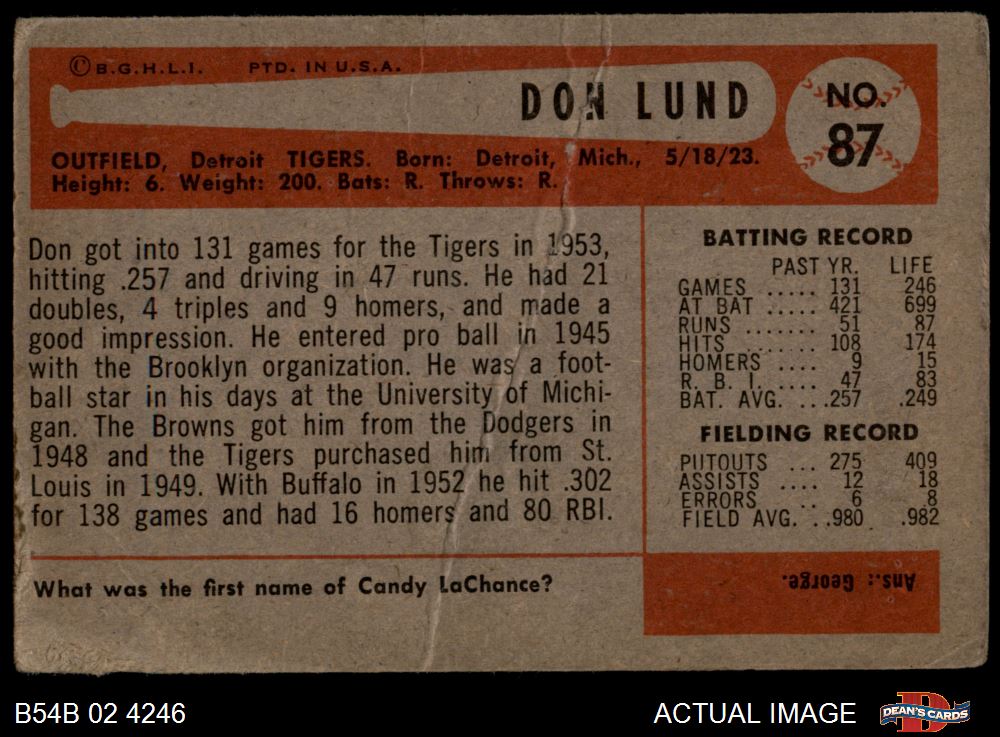 ©B.G.H.L.I. PTD. IN U.S.A.
DON LUND
NO.
87
OUTFIELD, Detroit TIGERS. Born: Detroit, Mich., 5/18/23.
Height: 6. Weight: 200. Bats: R. Throws: R.
Don got into 131 games for the Tigers in 1953,
hitting .257 and driving in 47 runs. He had 21
doubles, 4 triples and 9 homers, and made a
good impression. He entered pro ball in 1945
with the Brooklyn organization. He was a foot-
ball star in his days at the University of Michi-
gan. The Browns got him from the Dodgers in
1948 and the Tigers purchased him from St.
Louis in 1949. With Buffalo in 1952 he hit .302
for 138 games and had 16 homers and 80 RBI.
BATTING RECORD
PAST YR. LIFE
GAMES ..... 131 246
AT BAT ..... 421 699
RUNS ....... 51 87
HITS ....... 108 174
HOMERS .... 9 15
R. B. I. .... 47 83
BAT. AVG. ...257 .249
FIELDING RECORD
PUTOUTS ... 275 409
ASSISTS .... 12 18
ERRORS .. 6 8
FIELD AVG. ..980 .982
What was the first name of Candy LaChance?
Ans.: George.
B54B 02 4246
ACTUAL IMAGE
DEAN'S CARDS